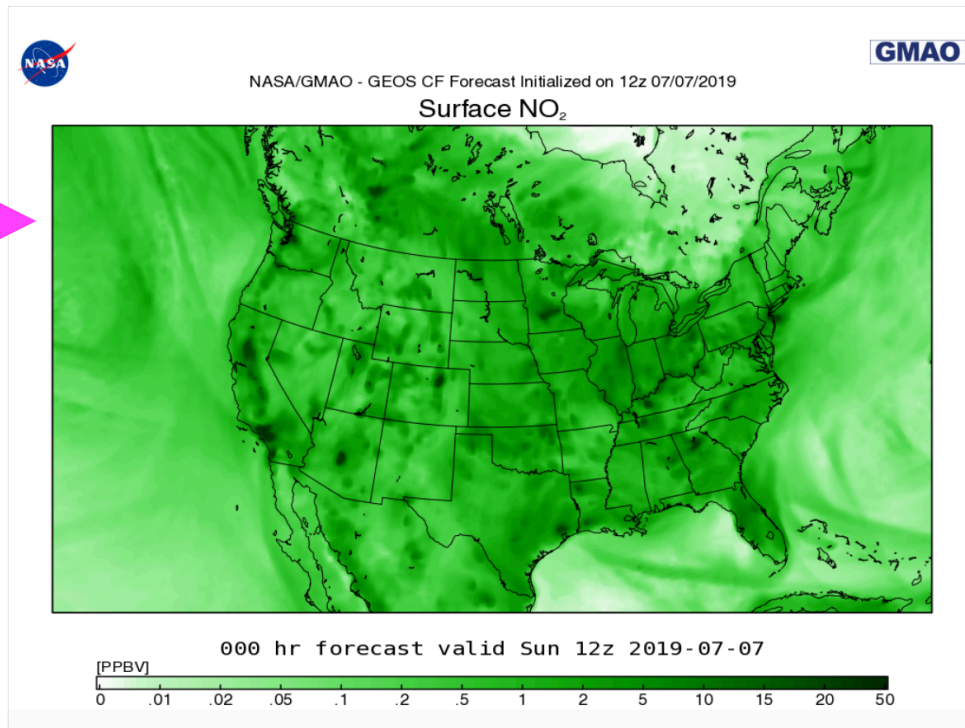 NASA
GMAO
NASA/GMAO - GEOS CF Forecast Initialized on 12z 07/07/2019
Surface NO₂
000 hr forecast valid Sun 12z 2019-07-07
[PPBV]
0 .01 .02 .05 .1 .2 .5 1 2 5 10 15 20 50